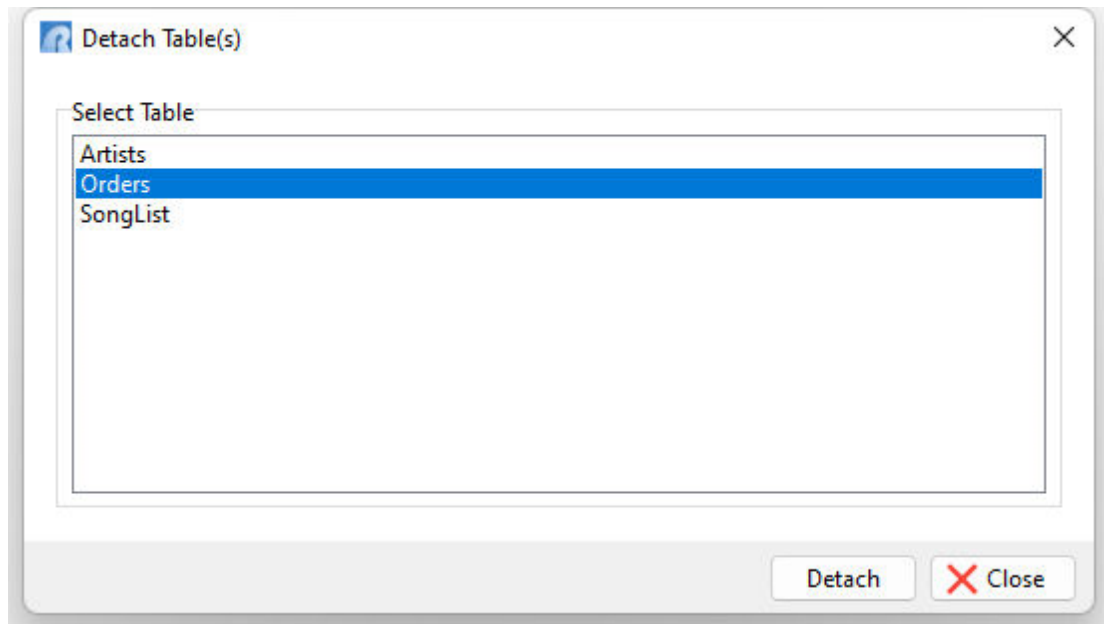 Detach Table(s)
Select Table
Artists
Orders
SongList
Detach
Close